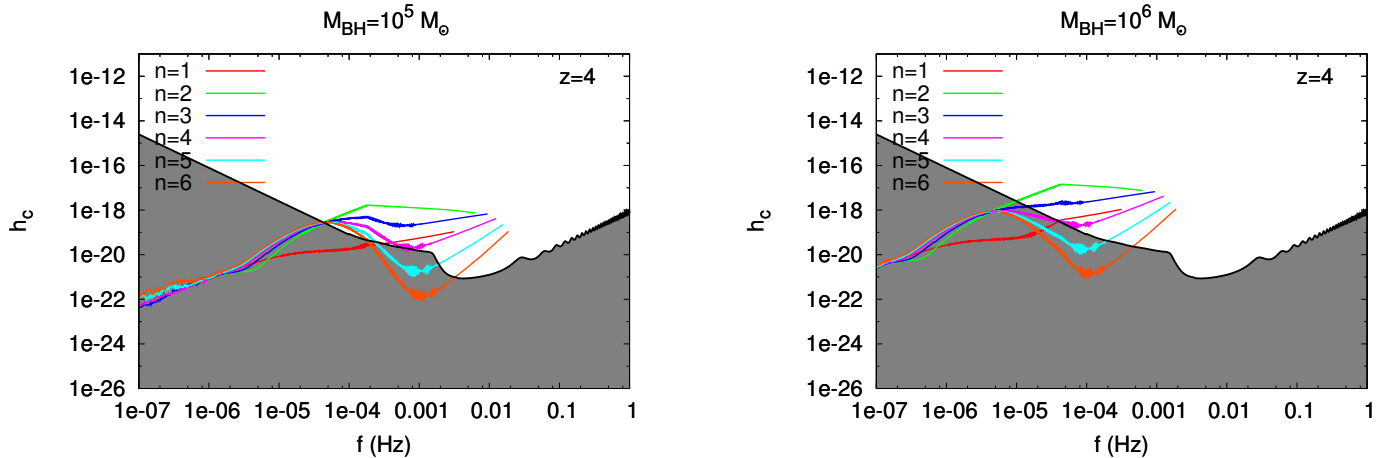 M_BH=10^5 M_⊙
h_c
1e-12
1e-14
1e-16
1e-18
1e-20
1e-22
1e-24
1e-26
n=1
n=2
n=3
n=4
n=5
n=6
z=4
1e-07 1e-06 1e-05 1e-04 0.001 0.01 0.1 1
f (Hz)
M_BH=10^6 M_⊙
h_c
1e-12
1e-14
1e-16
1e-18
1e-20
1e-22
1e-24
1e-26
n=1
n=2
n=3
n=4
n=5
n=6
z=4
1e-07 1e-06 1e-05 1e-04 0.001 0.01 0.1 1
f (Hz)